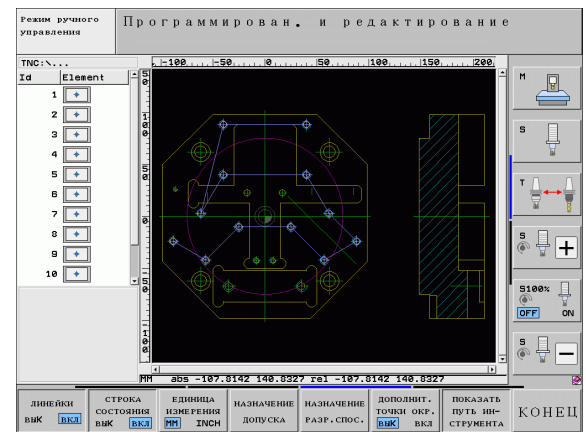 Режим ручного
управления
Программирован. и редактирование
TNC:\...
Id Element
1
2
3
4
5
6
7
8
9
10
-100 -50 0 50 100 150 200
50
100
50
0
-50
-100
MM abs -107.8142 140.8327 rel -107.8142 140.8327
M
S
T
S
+
S100%
OFF ON
S
−
ЛИНЕЙКИ
ВЫК ВКЛ
СТРОКА
СОСТОЯНИЯ
ВЫК ВКЛ
ЕДИНИЦА
ИЗМЕРЕНИЯ
MM INCH
НАЗНАЧЕНИЕ
ДОПУСКА
НАЗНАЧЕНИЕ
РАЗР.СПОС.
ДОПОЛНИТ.
ТОЧКИ ОКР.
ВЫК ВКЛ
ПОКАЗАТЬ
ПУТЬ ИН-
СТРУМЕНТА
КОНЕЦ